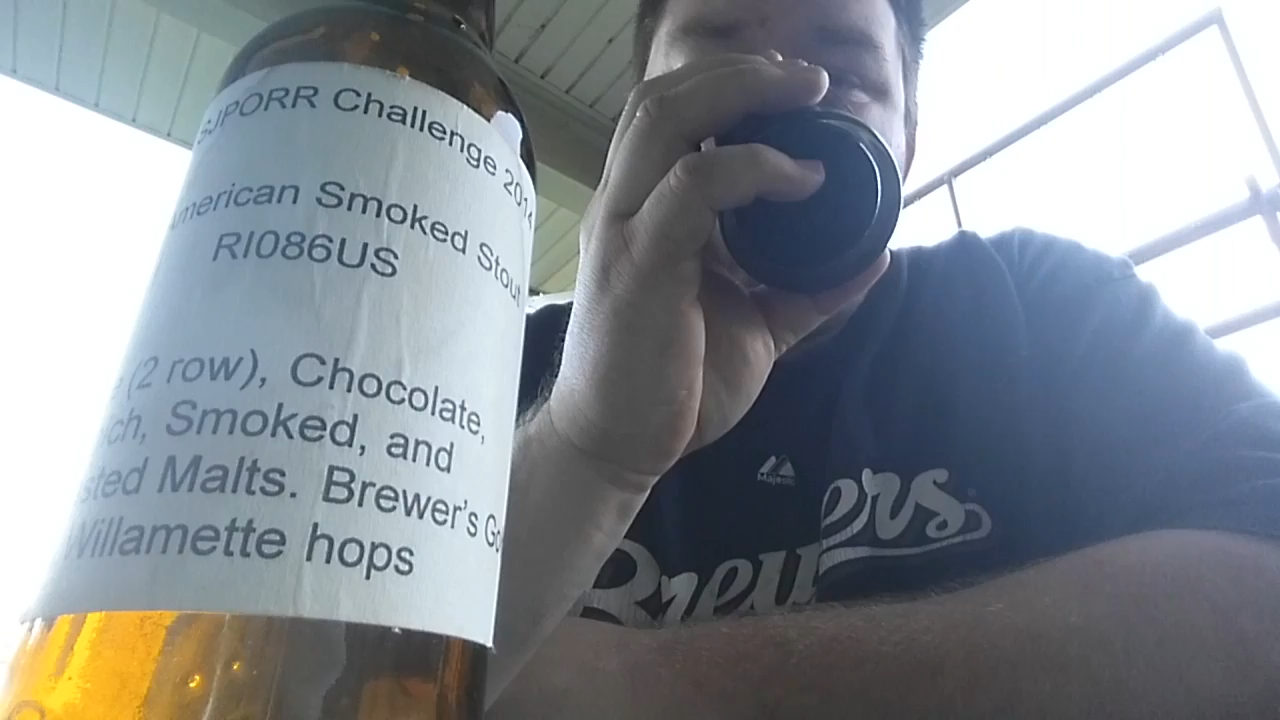 SJPORR Challenge 2014
American Smoked Stout
RI086US
(2 row), Chocolate,
Smoked, and
Malts. Brewer's
Willamette hops
Majestic
Brewers